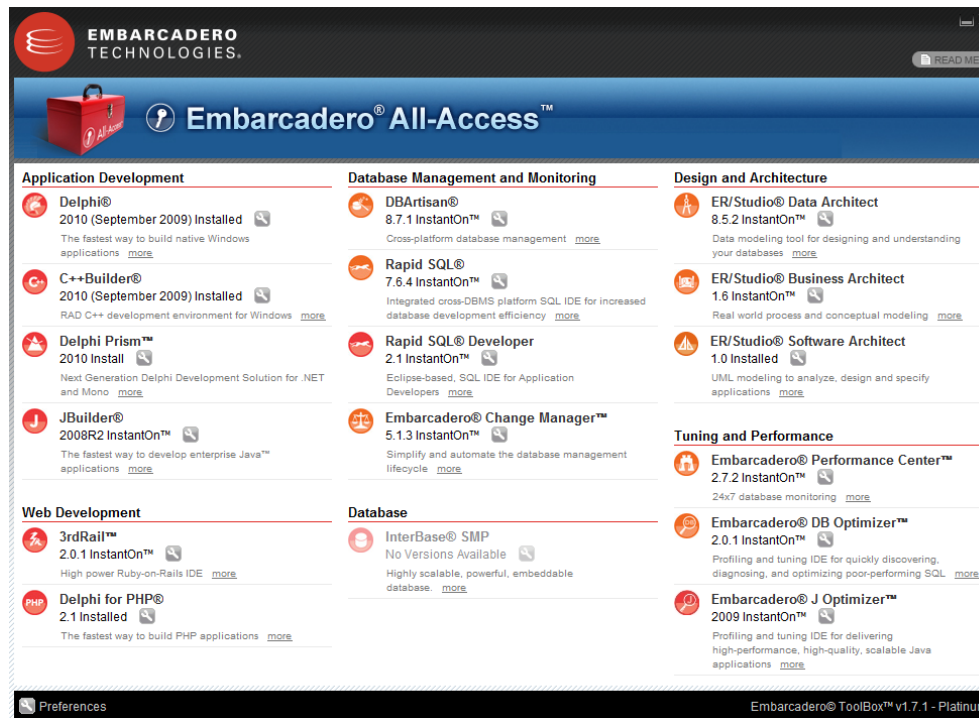 EMBARCADERO
TECHNOLOGIES.
READ ME
All-Access
Embarcadero® All-Access™
Application Development
Delphi®
2010 (September 2009) Installed
The fastest way to build native Windows
applications more
C++
C++Builder®
2010 (September 2009) Installed
RAD C++ development environment for Windows more
Delphi Prism™
2010 Install
Next Generation Delphi Development Solution for .NET
and Mono more
J
JBuilder®
2008R2 InstantOn™
The fastest way to develop enterprise Java™
applications more
Web Development
3rdRail™
2.0.1 InstantOn™
High power Ruby-on-Rails IDE more
PHP
Delphi for PHP®
2.1 Installed
The fastest way to build PHP applications more
Database Management and Monitoring
DBArtisan®
8.7.1 InstantOn™
Cross-platform database management more
Rapid SQL®
7.6.4 InstantOn™
Integrated cross-DBMS platform SQL IDE for increased
database development efficiency more
Rapid SQL® Developer
2.1 InstantOn™
Eclipse-based, SQL IDE for Application
Developers more
Embarcadero® Change Manager™
5.1.3 InstantOn™
Simplify and automate the database management
lifecycle more
Database
InterBase® SMP
No Versions Available
Highly scalable, powerful, embeddable
database. more
Design and Architecture
ER/Studio® Data Architect
8.5.2 InstantOn™
Data modeling tool for designing and understanding
your databases more
ER/Studio® Business Architect
1.6 InstantOn™
Real world process and conceptual modeling more
ER/Studio® Software Architect
1.0 Installed
UML modeling to analyze, design and specify
applications more
Tuning and Performance
Embarcadero® Performance Center™
2.7.2 InstantOn™
24x7 database monitoring more
DB
Embarcadero® DB Optimizer™
2.0.1 InstantOn™
Profiling and tuning IDE for quickly discovering,
diagnosing, and optimizing poor-performing SQL more
J
Embarcadero® J Optimizer™
2009 InstantOn™
Profiling and tuning IDE for delivering
high-performance, high-quality, scalable Java
applications more
Preferences
Embarcadero© ToolBox™ v1.7.1 - Platinu